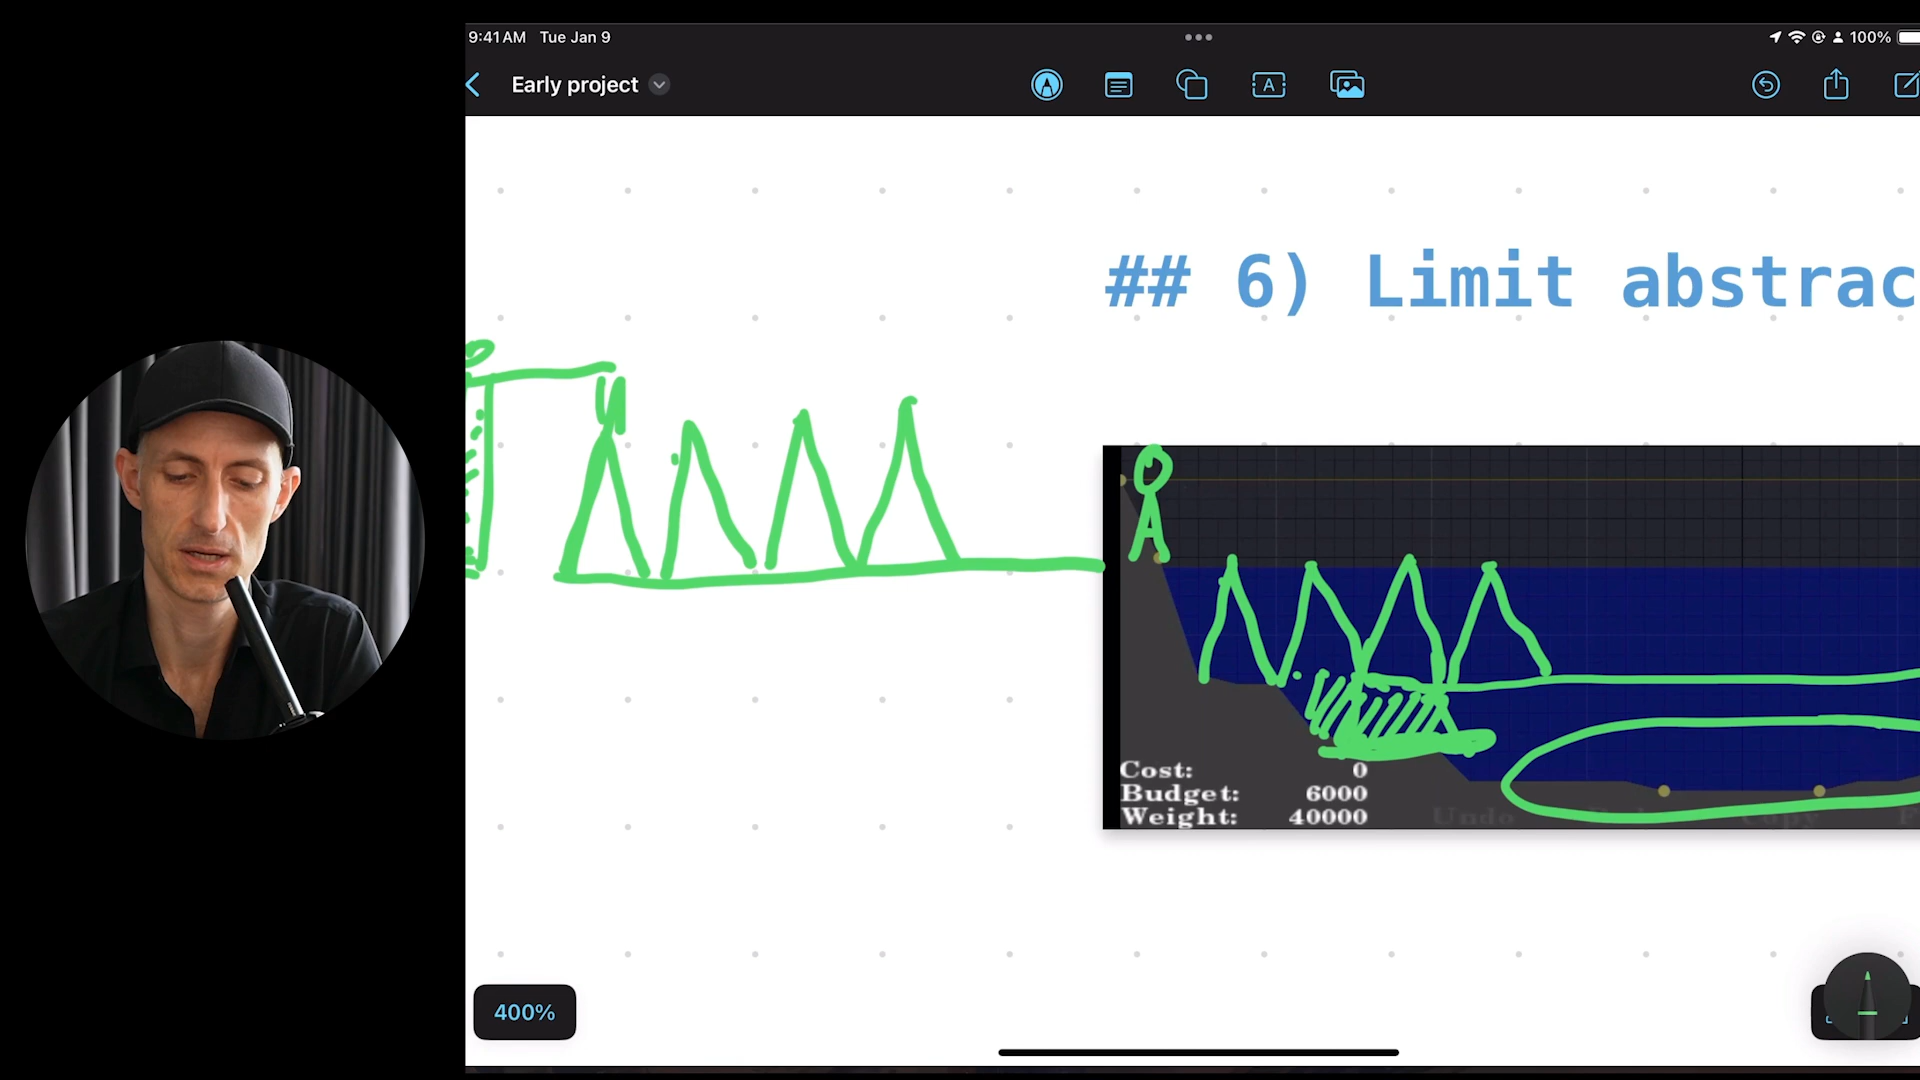 9:41 AM Tue Jan 9
100%
Early project
A
## 6) Limit abstrac
Cost: 0
Budget: 6000
Weight: 40000
Undo
400%